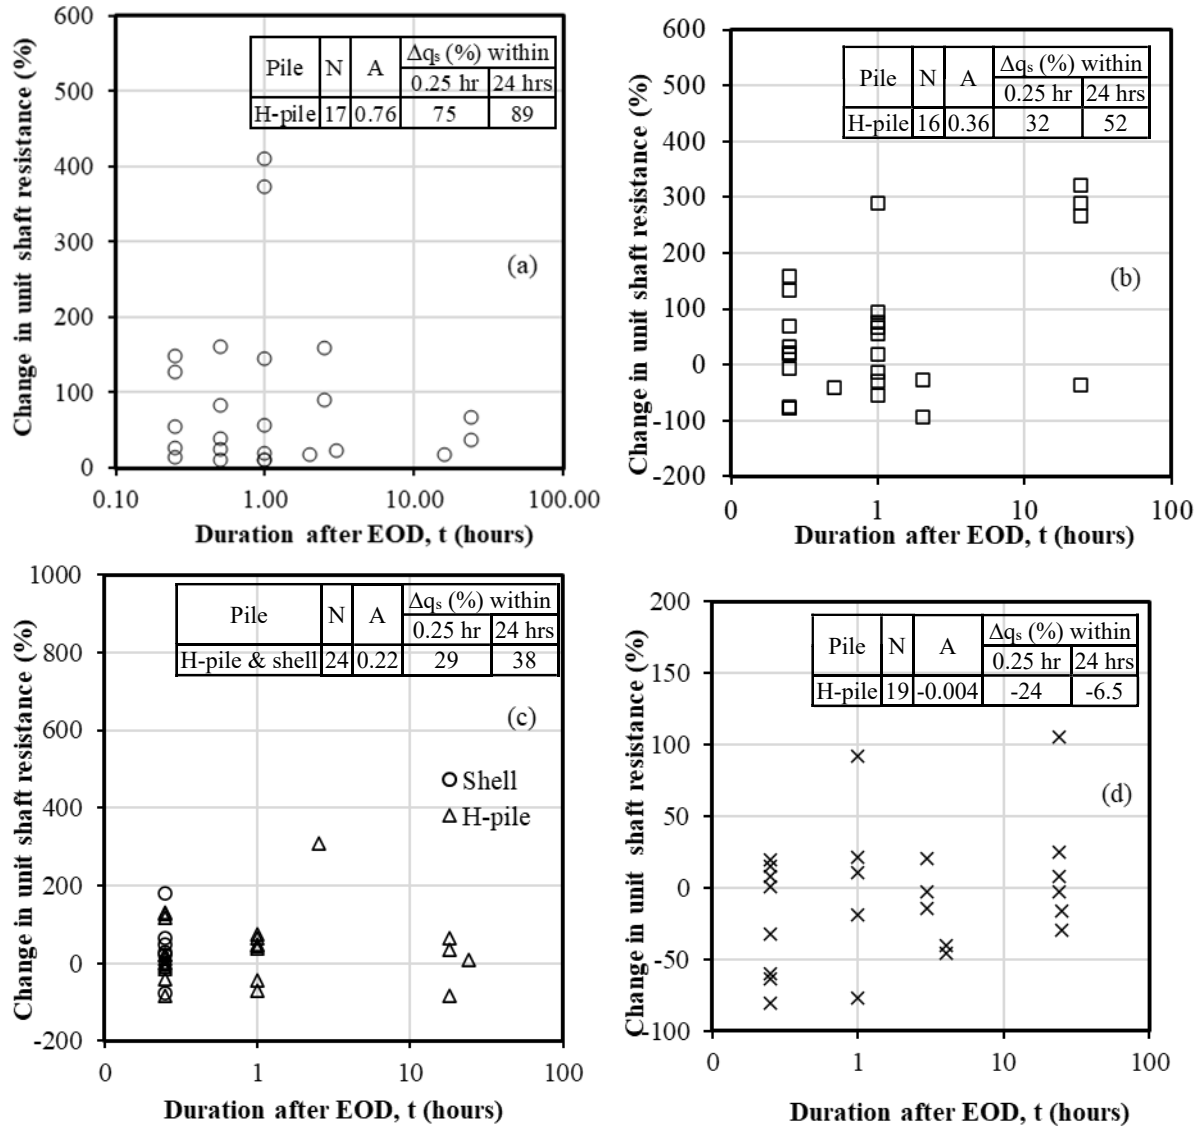 Change in unit shaft resistance (%)
600
500
400
300
200
100
0
Pile N A Δqs (%) within
0.25 hr 24 hrs
H-pile 17 0.76 75 89
(a)
0.10 1.00 10.00 100.00
Duration after EOD, t (hours)
Change in unit shaft resistance (%)
600
500
400
300
200
100
0
-100
-200
Pile N A Δqs (%) within
0.25 hr 24 hrs
H-pile 16 0.36 32 52
(b)
0 1 10 100
Duration after EOD, t (hours)
Change in unit shaft resistance (%)
1000
800
600
400
200
0
-200
Pile N A Δqs (%) within
0.25 hr 24 hrs
H-pile & shell 24 0.22 29 38
(c)
Shell
H-pile
0 1 10 100
Duration after EOD, t (hours)
Change in unit shaft resistance (%)
200
150
100
50
0
-50
-100
Pile N A Δqs (%) within
0.25 hr 24 hrs
H-pile 19 -0.004 -24 -6.5
(d)
0 1 10 100
Duration after EOD, t (hours)